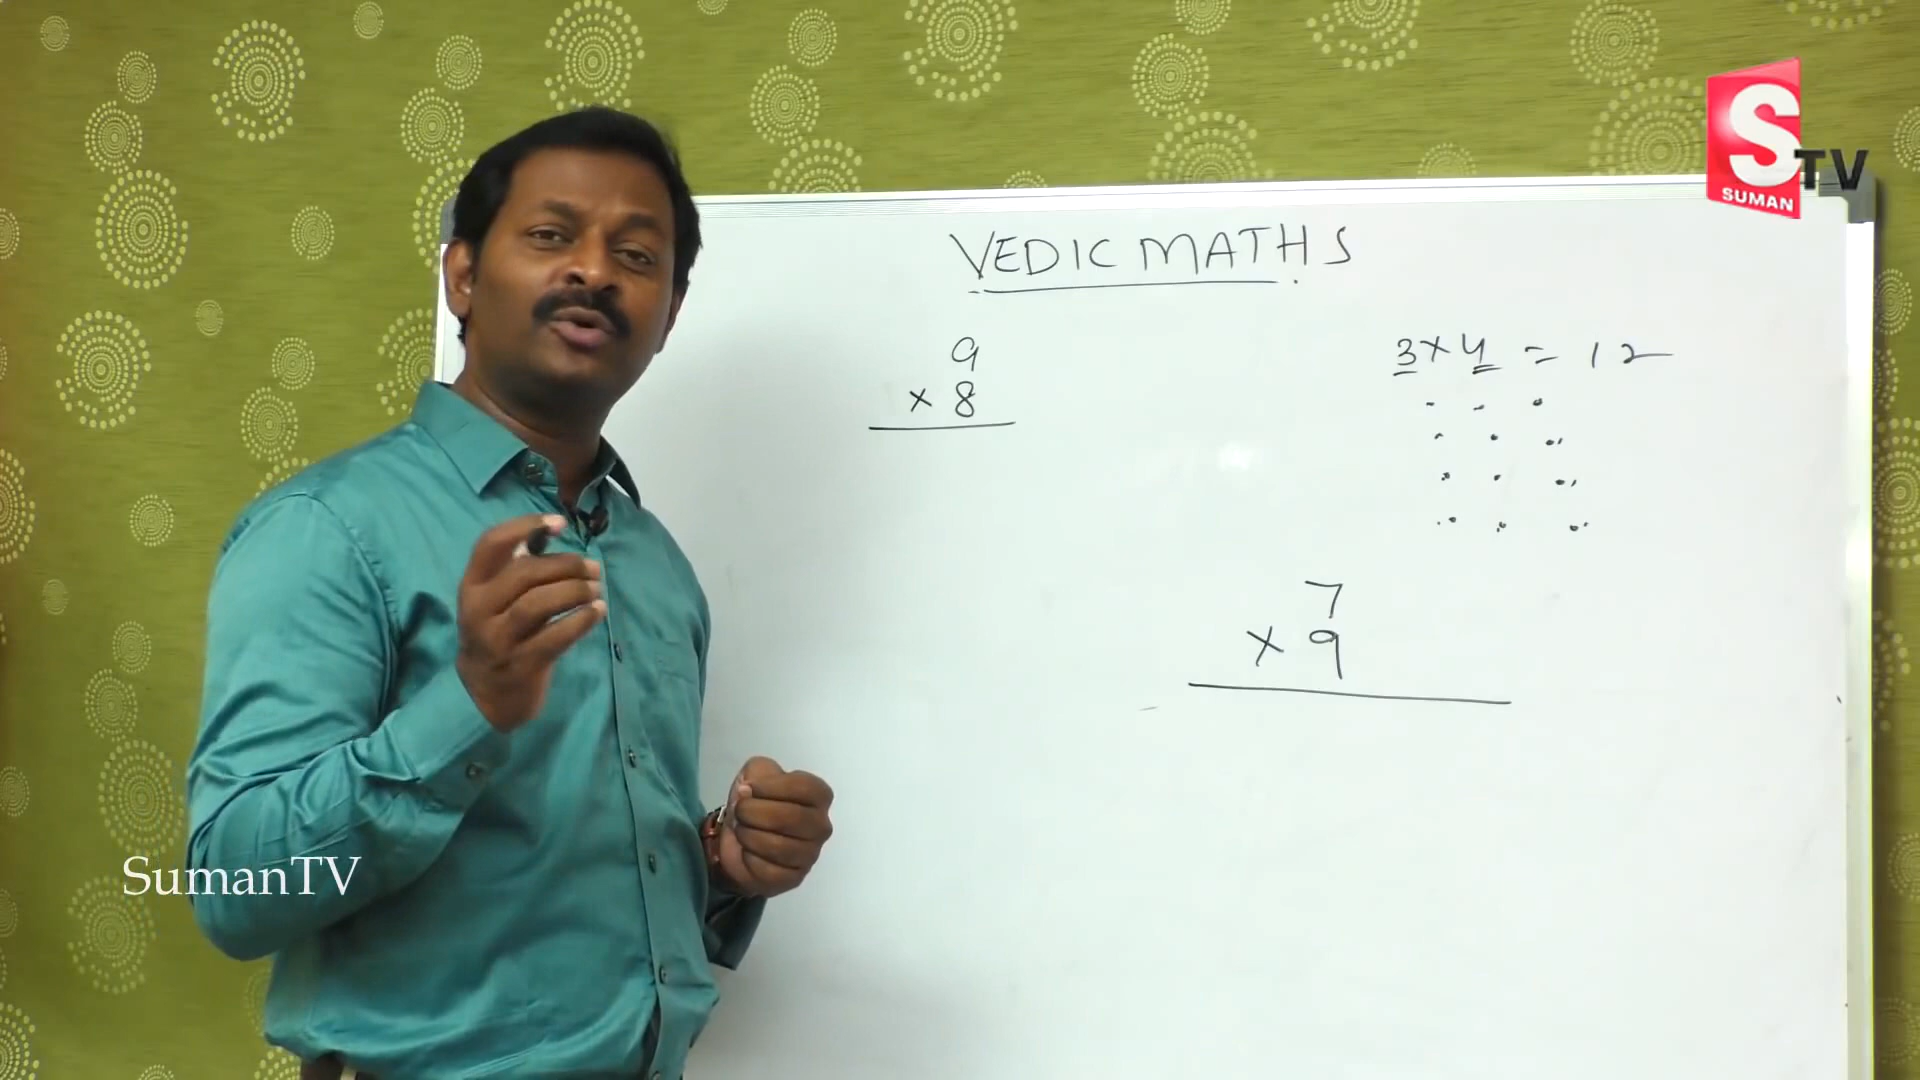 S TV
SUMAN
VEDIC MATHS
9
× 8
3 × 4 = 12
7
× 9
SumanTV